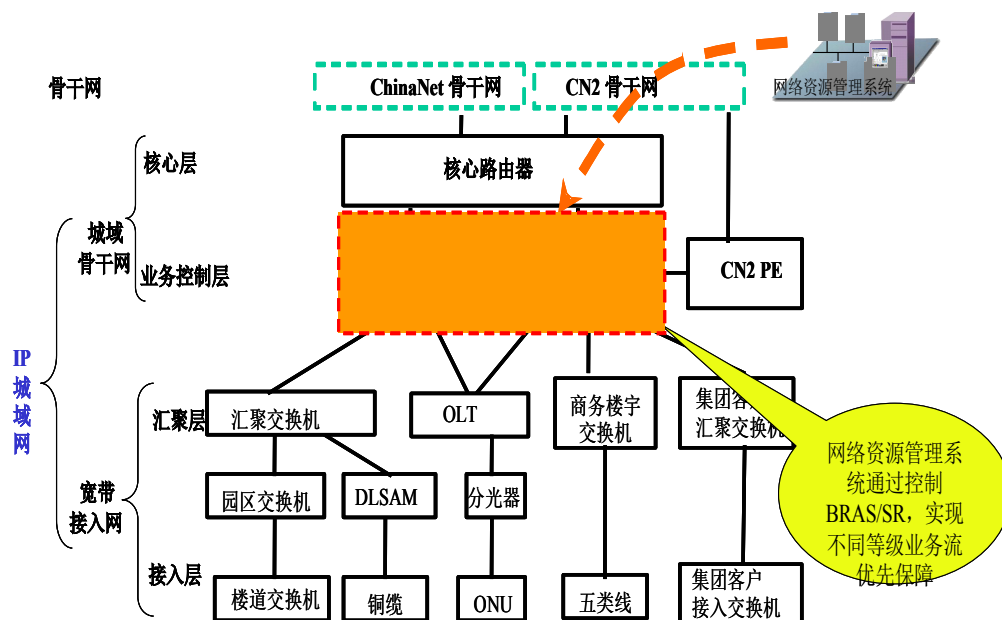 网络资源管理系统
骨干网
ChinaNet 骨干网
CN2 骨干网
核心层
核心路由器
城域
骨干网
业务控制层
CN2 PE
IP
城
域
网
汇聚层
汇聚交换机
OLT
商务楼宇
交换机
集团客户
汇聚交换机
宽带
接入网
园区交换机
DLSAM
分光器
网络资源管理系
统通过控制
BRAS/SR，实现
不同等级业务流
优先保障
接入层
楼道交换机
铜缆
ONU
五类线
集团客户
接入交换机